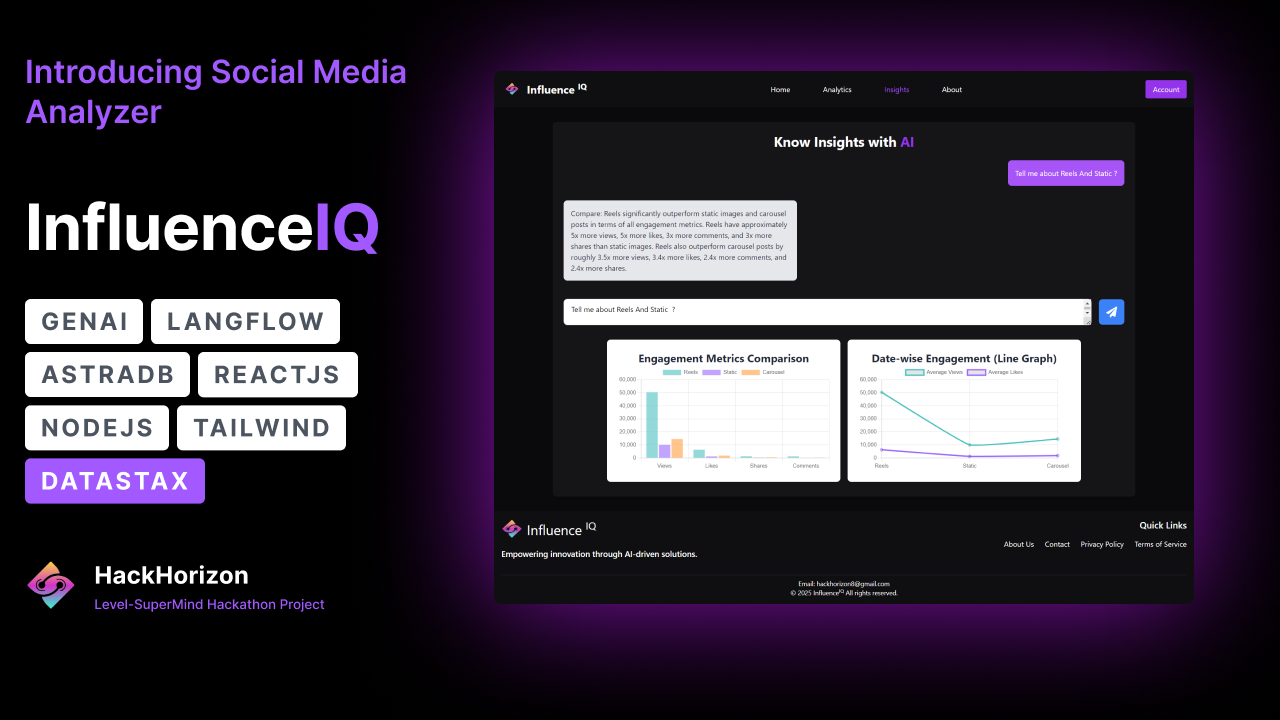 Introducing Social Media
Analyzer
InfluenceIQ
GENAI LANGFLOW
ASTRADB REACTJS
NODEJS TAILWIND
DATASTAX
HackHorizon
Level-SuperMind Hackathon Project
Influence IQ
Home Analytics Insights About
Account
Know Insights with AI
Tell me about Reels And Static ?
Compare: Reels significantly outperform static images and carousel
posts in terms of all engagement metrics. Reels have approximately
5x more views, 5x more likes, 3x more comments, and 3x more
shares than static images. Reels also outperform carousel posts by
roughly 3.5x more views, 3.4x more likes, 2.4x more comments, and
2.4x more shares.
Tell me about Reels And Static ?
Engagement Metrics Comparison
Reels Static Carousel
60,000
50,000
40,000
30,000
20,000
10,000
0
Views Likes Shares Comments
Date-wise Engagement (Line Graph)
Average Views Average Likes
60,000
50,000
40,000
30,000
20,000
10,000
0
Reels Static Carousel
Influence IQ
Empowering innovation through AI-driven solutions.
Quick Links
About Us Contact Privacy Policy Terms of Service
Email: hackhorizon8@gmail.com
© 2025 InfluenceIQ All rights reserved.